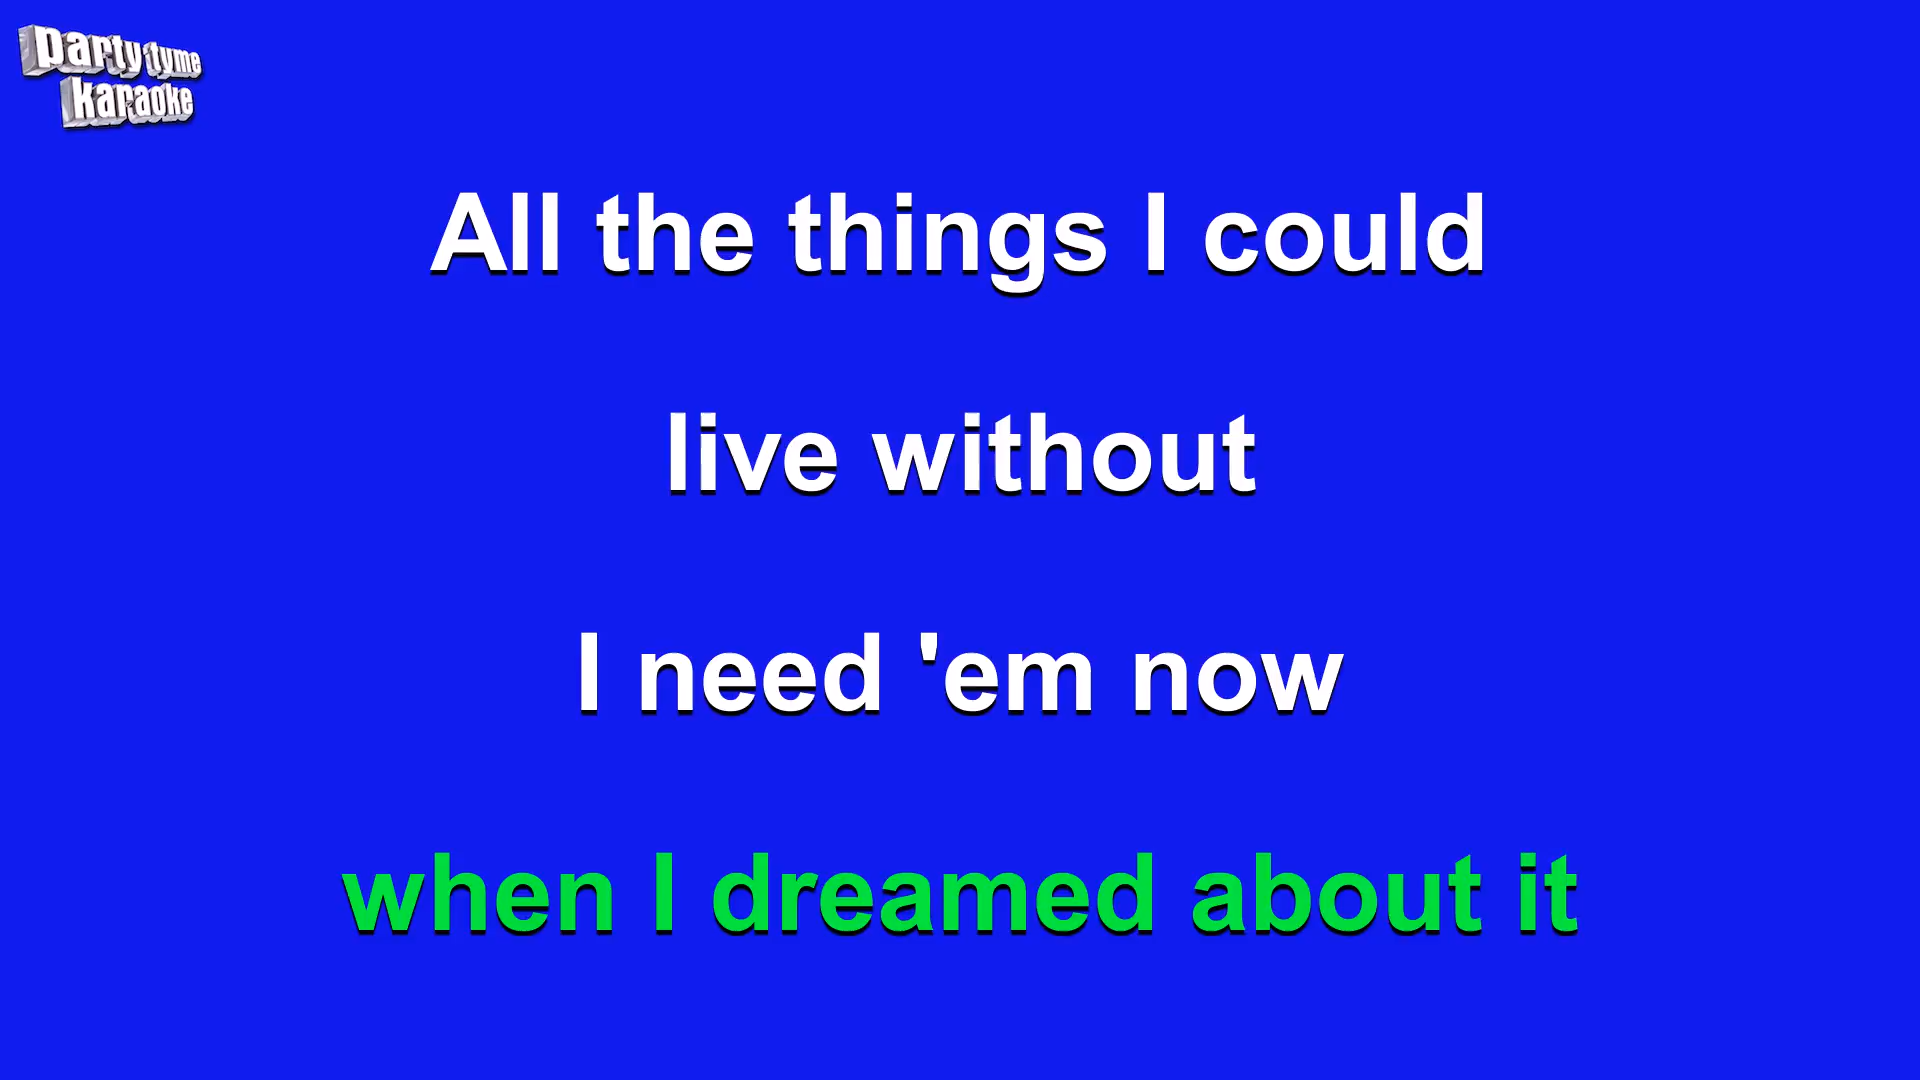 party tyme
karaoke
All the things I could
live without
I need 'em now
when I dreamed about it